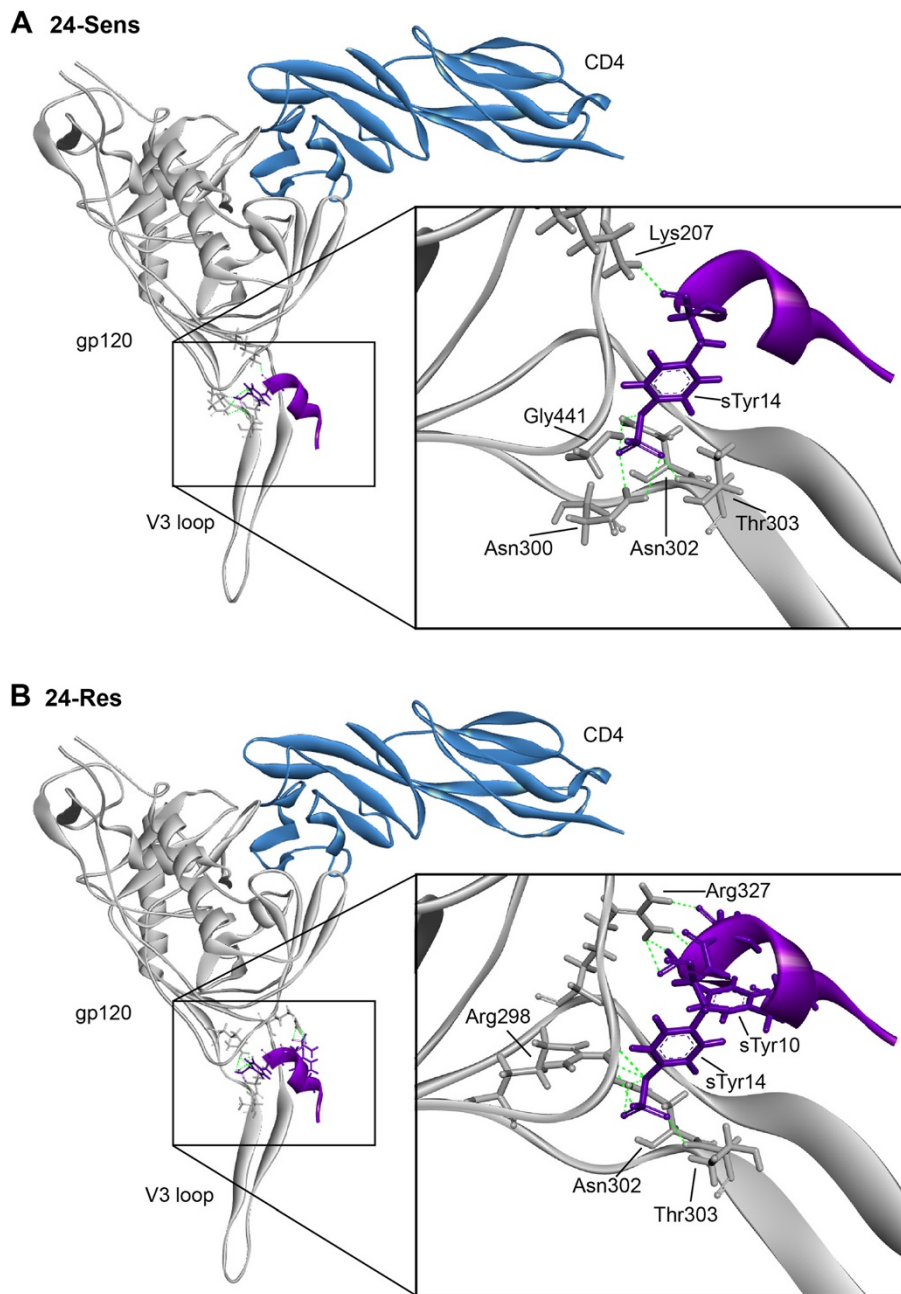 A 24-Sens
CD4
Lys207
gp120
sTyr14
Gly441
V3 loop
Asn300
Asn302
Thr303
B 24-Res
CD4
Arg327
gp120
Arg298
sTyr10
sTyr14
Asn302
V3 loop
Thr303